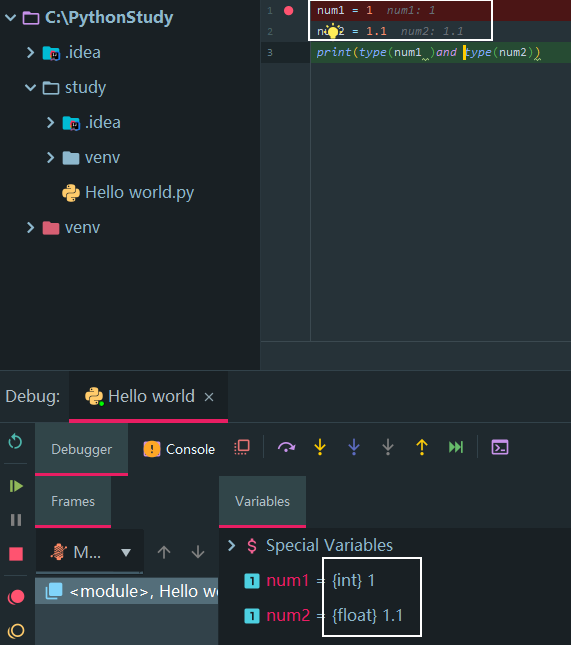 C:\PythonStudy
.idea
study
.idea
venv
Hello world.py
venv
1 num1 = 1 num1: 1
2 = 1.1 num2: 1.1
3 print(type(num1 )and type(num2))
Debug: Hello world ×
Debugger Console
Frames
Variables
M...
<module>, Hello
Special Variables
num1 = {int} 1
num2 = {float} 1.1